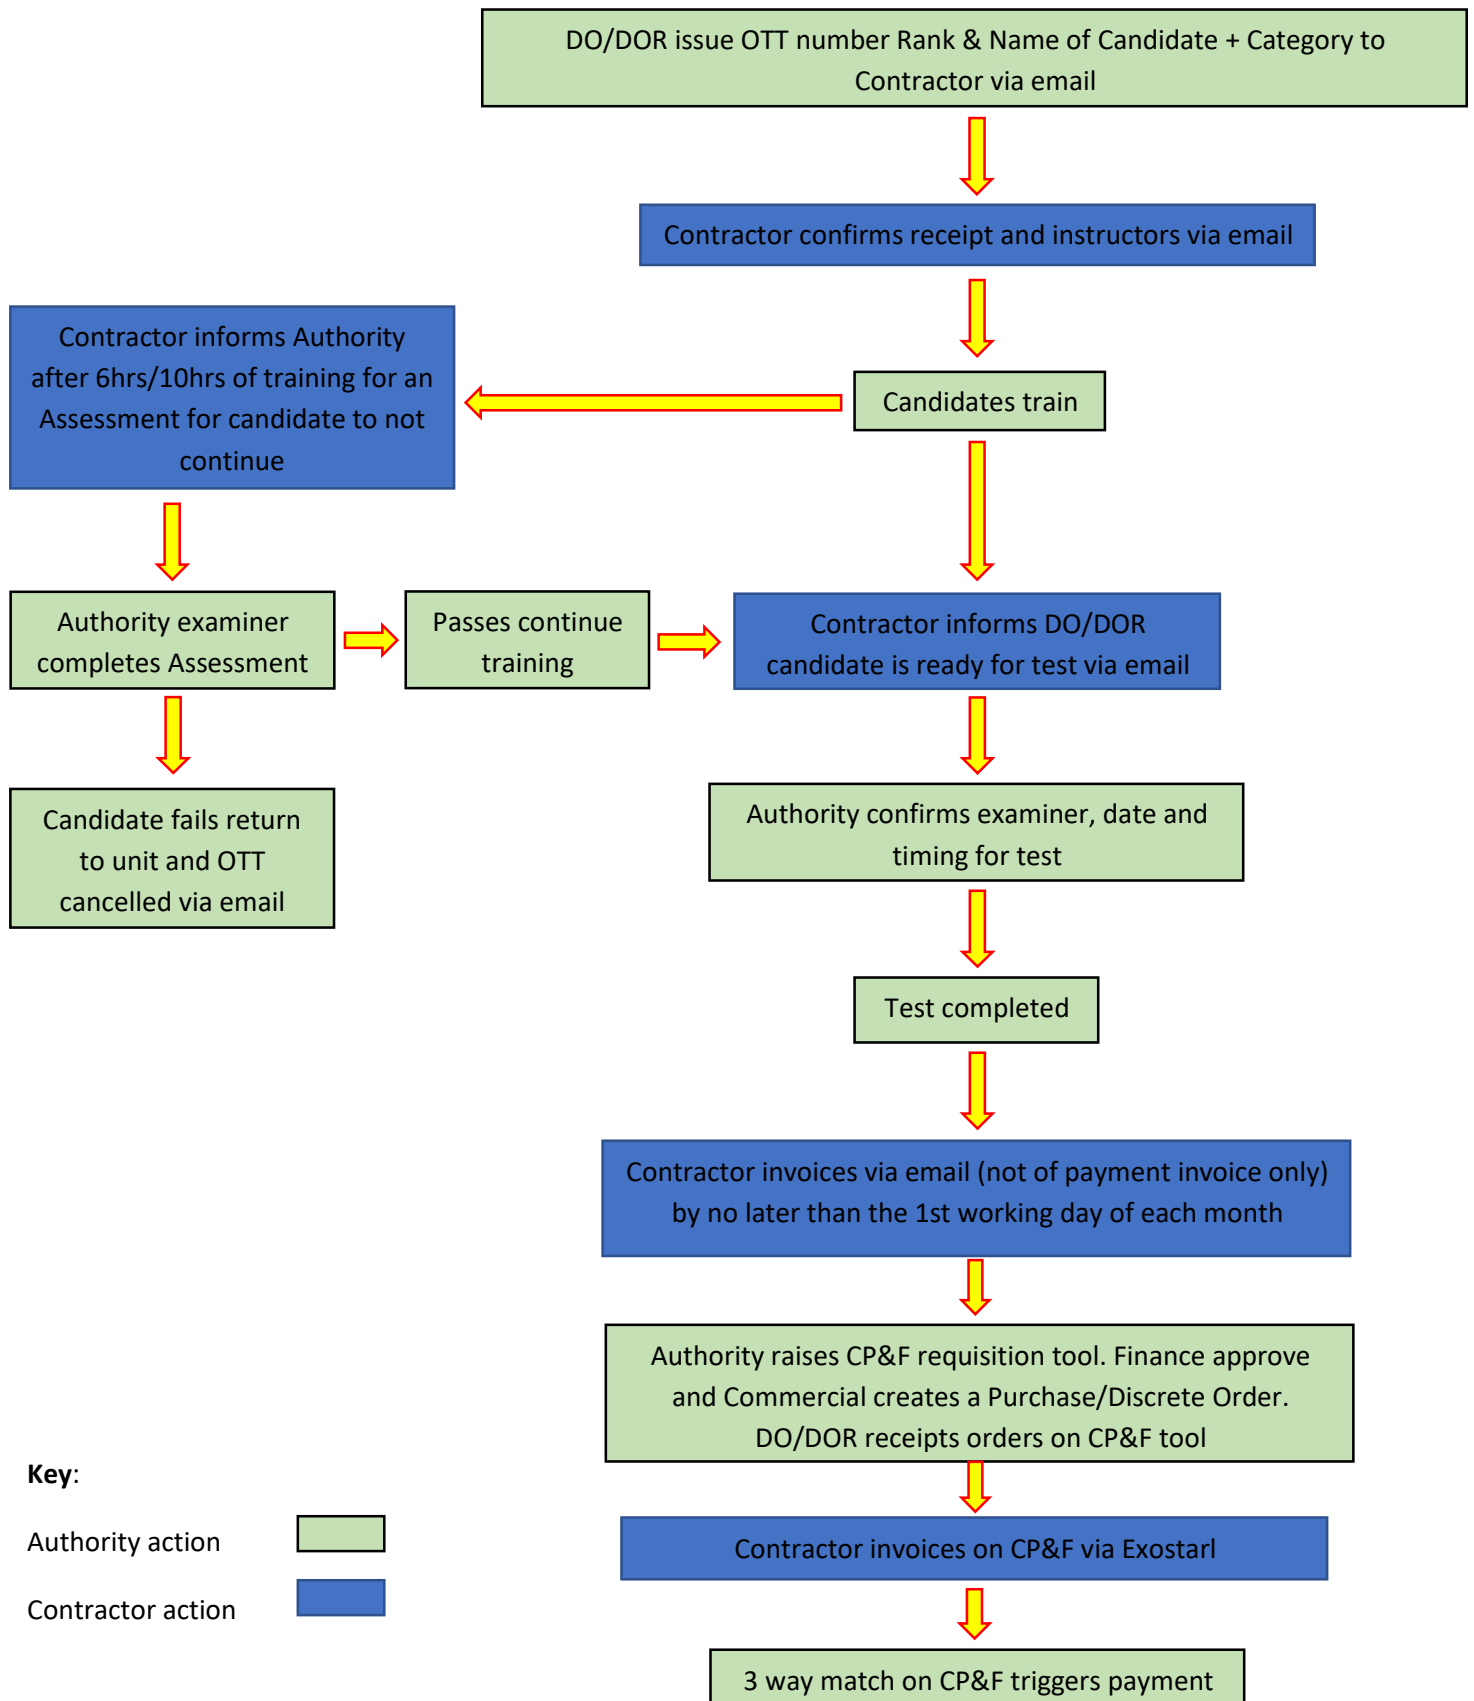 DO/DOR issue OTT number Rank & Name of Candidate + Category to
Contractor via email
Contractor confirms receipt and instructors via email
Contractor informs Authority
after 6hrs/10hrs of training for an
Assessment for candidate to not
continue
Candidates train
Authority examiner
completes Assessment
Passes continue
training
Contractor informs DO/DOR
candidate is ready for test via email
Candidate fails return
to unit and OTT
cancelled via email
Authority confirms examiner, date and
timing for test
Test completed
Contractor invoices via email (not of payment invoice only)
by no later than the 1st working day of each month
Authority raises CP&F requisition tool. Finance approve
and Commercial creates a Purchase/Discrete Order.
DO/DOR receipts orders on CP&F tool
Key:
Authority action
Contractor action
Contractor invoices on CP&F via Exostarl
3 way match on CP&F triggers payment